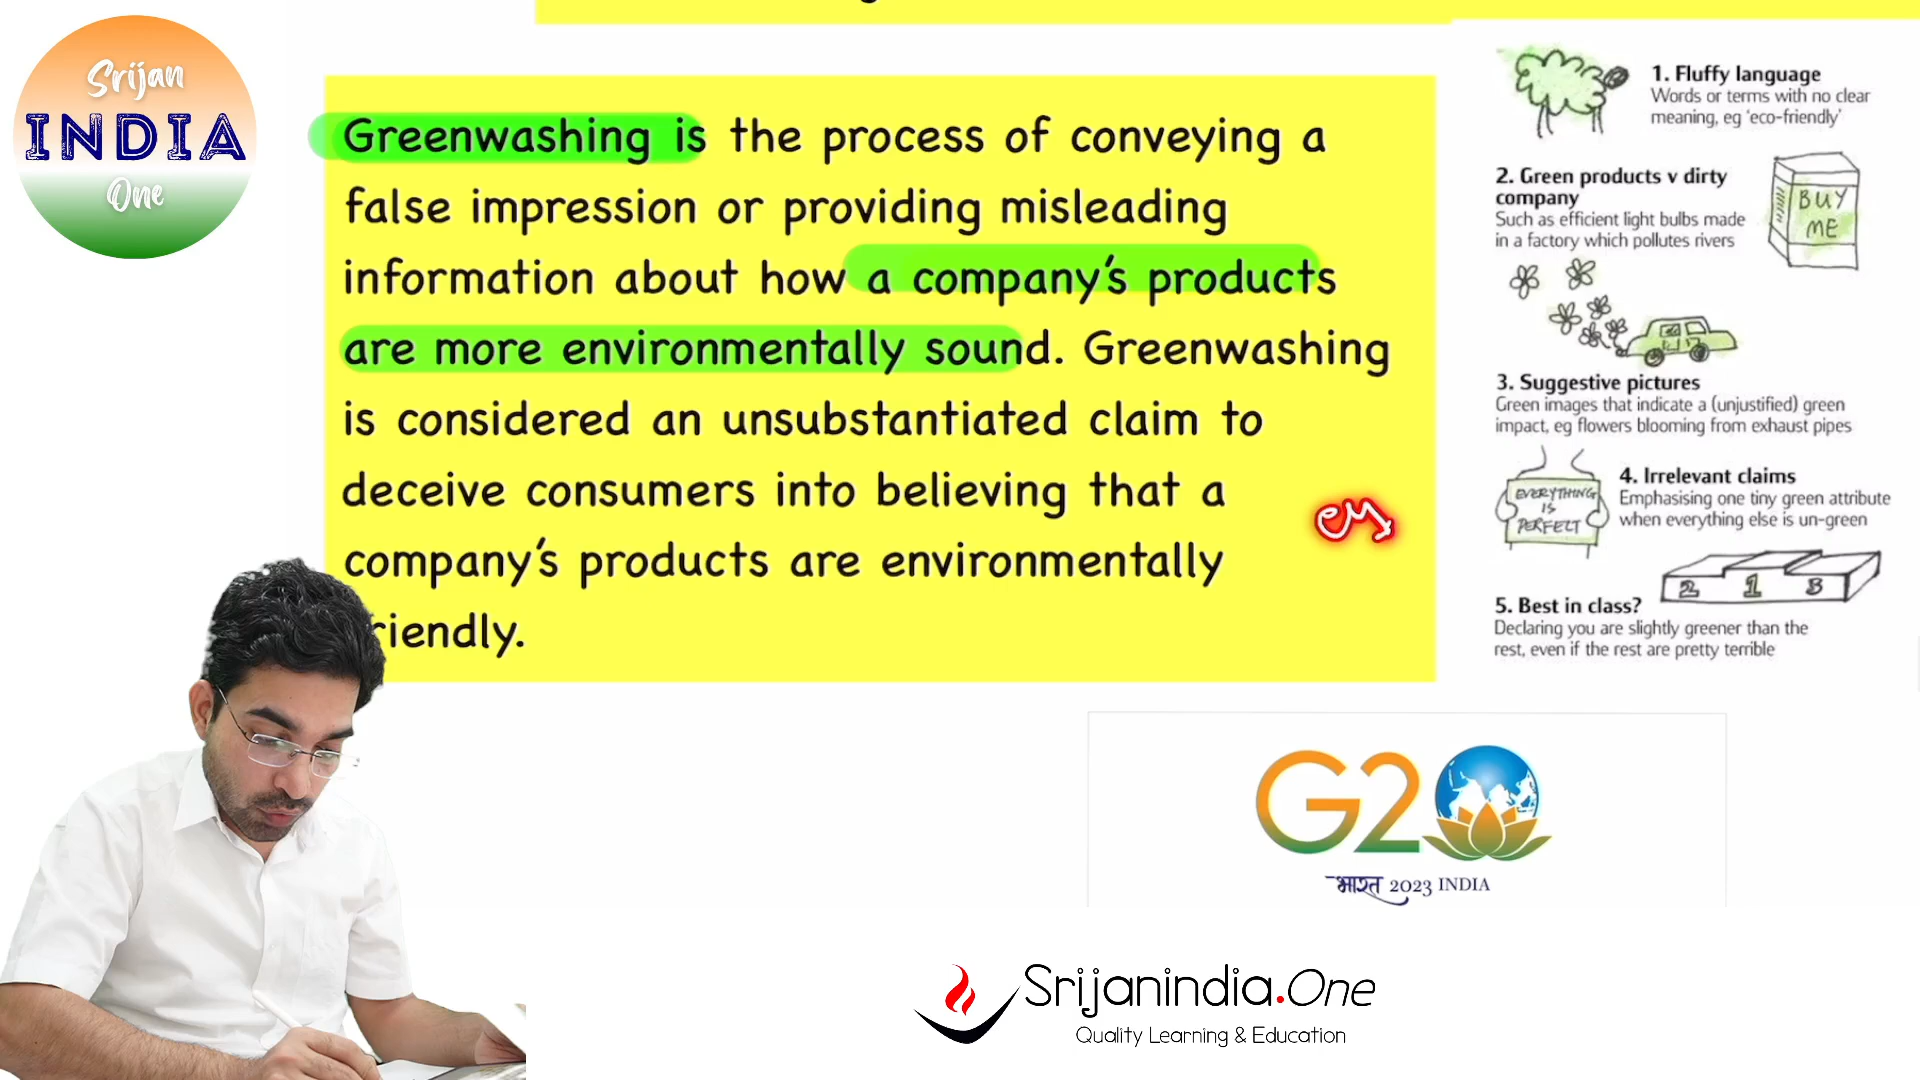 Srijan
INDIA
One
Greenwashing is the process of conveying a
false impression or providing misleading
information about how a company's products
are more environmentally sound. Greenwashing
is considered an unsubstantiated claim to
deceive consumers into believing that a
company's products are environmentally
riendly.
1. Fluffy language
Words or terms with no clear
meaning, eg 'eco-friendly'
2. Green products v dirty
company
Such as efficient light bulbs made
in a factory which pollutes rivers
BUY
ME
3. Suggestive pictures
Green images that indicate a (unjustified) green
impact, eg flowers blooming from exhaust pipes
EVERYTHING
IS
PERFECT
4. Irrelevant claims
Emphasising one tiny green attribute
when everything else is un-green
2 1 3
5. Best in class?
Declaring you are slightly greener than the
rest, even if the rest are pretty terrible
G20
भारत 2023 INDIA
Srijanindia.One
Quality Learning & Education